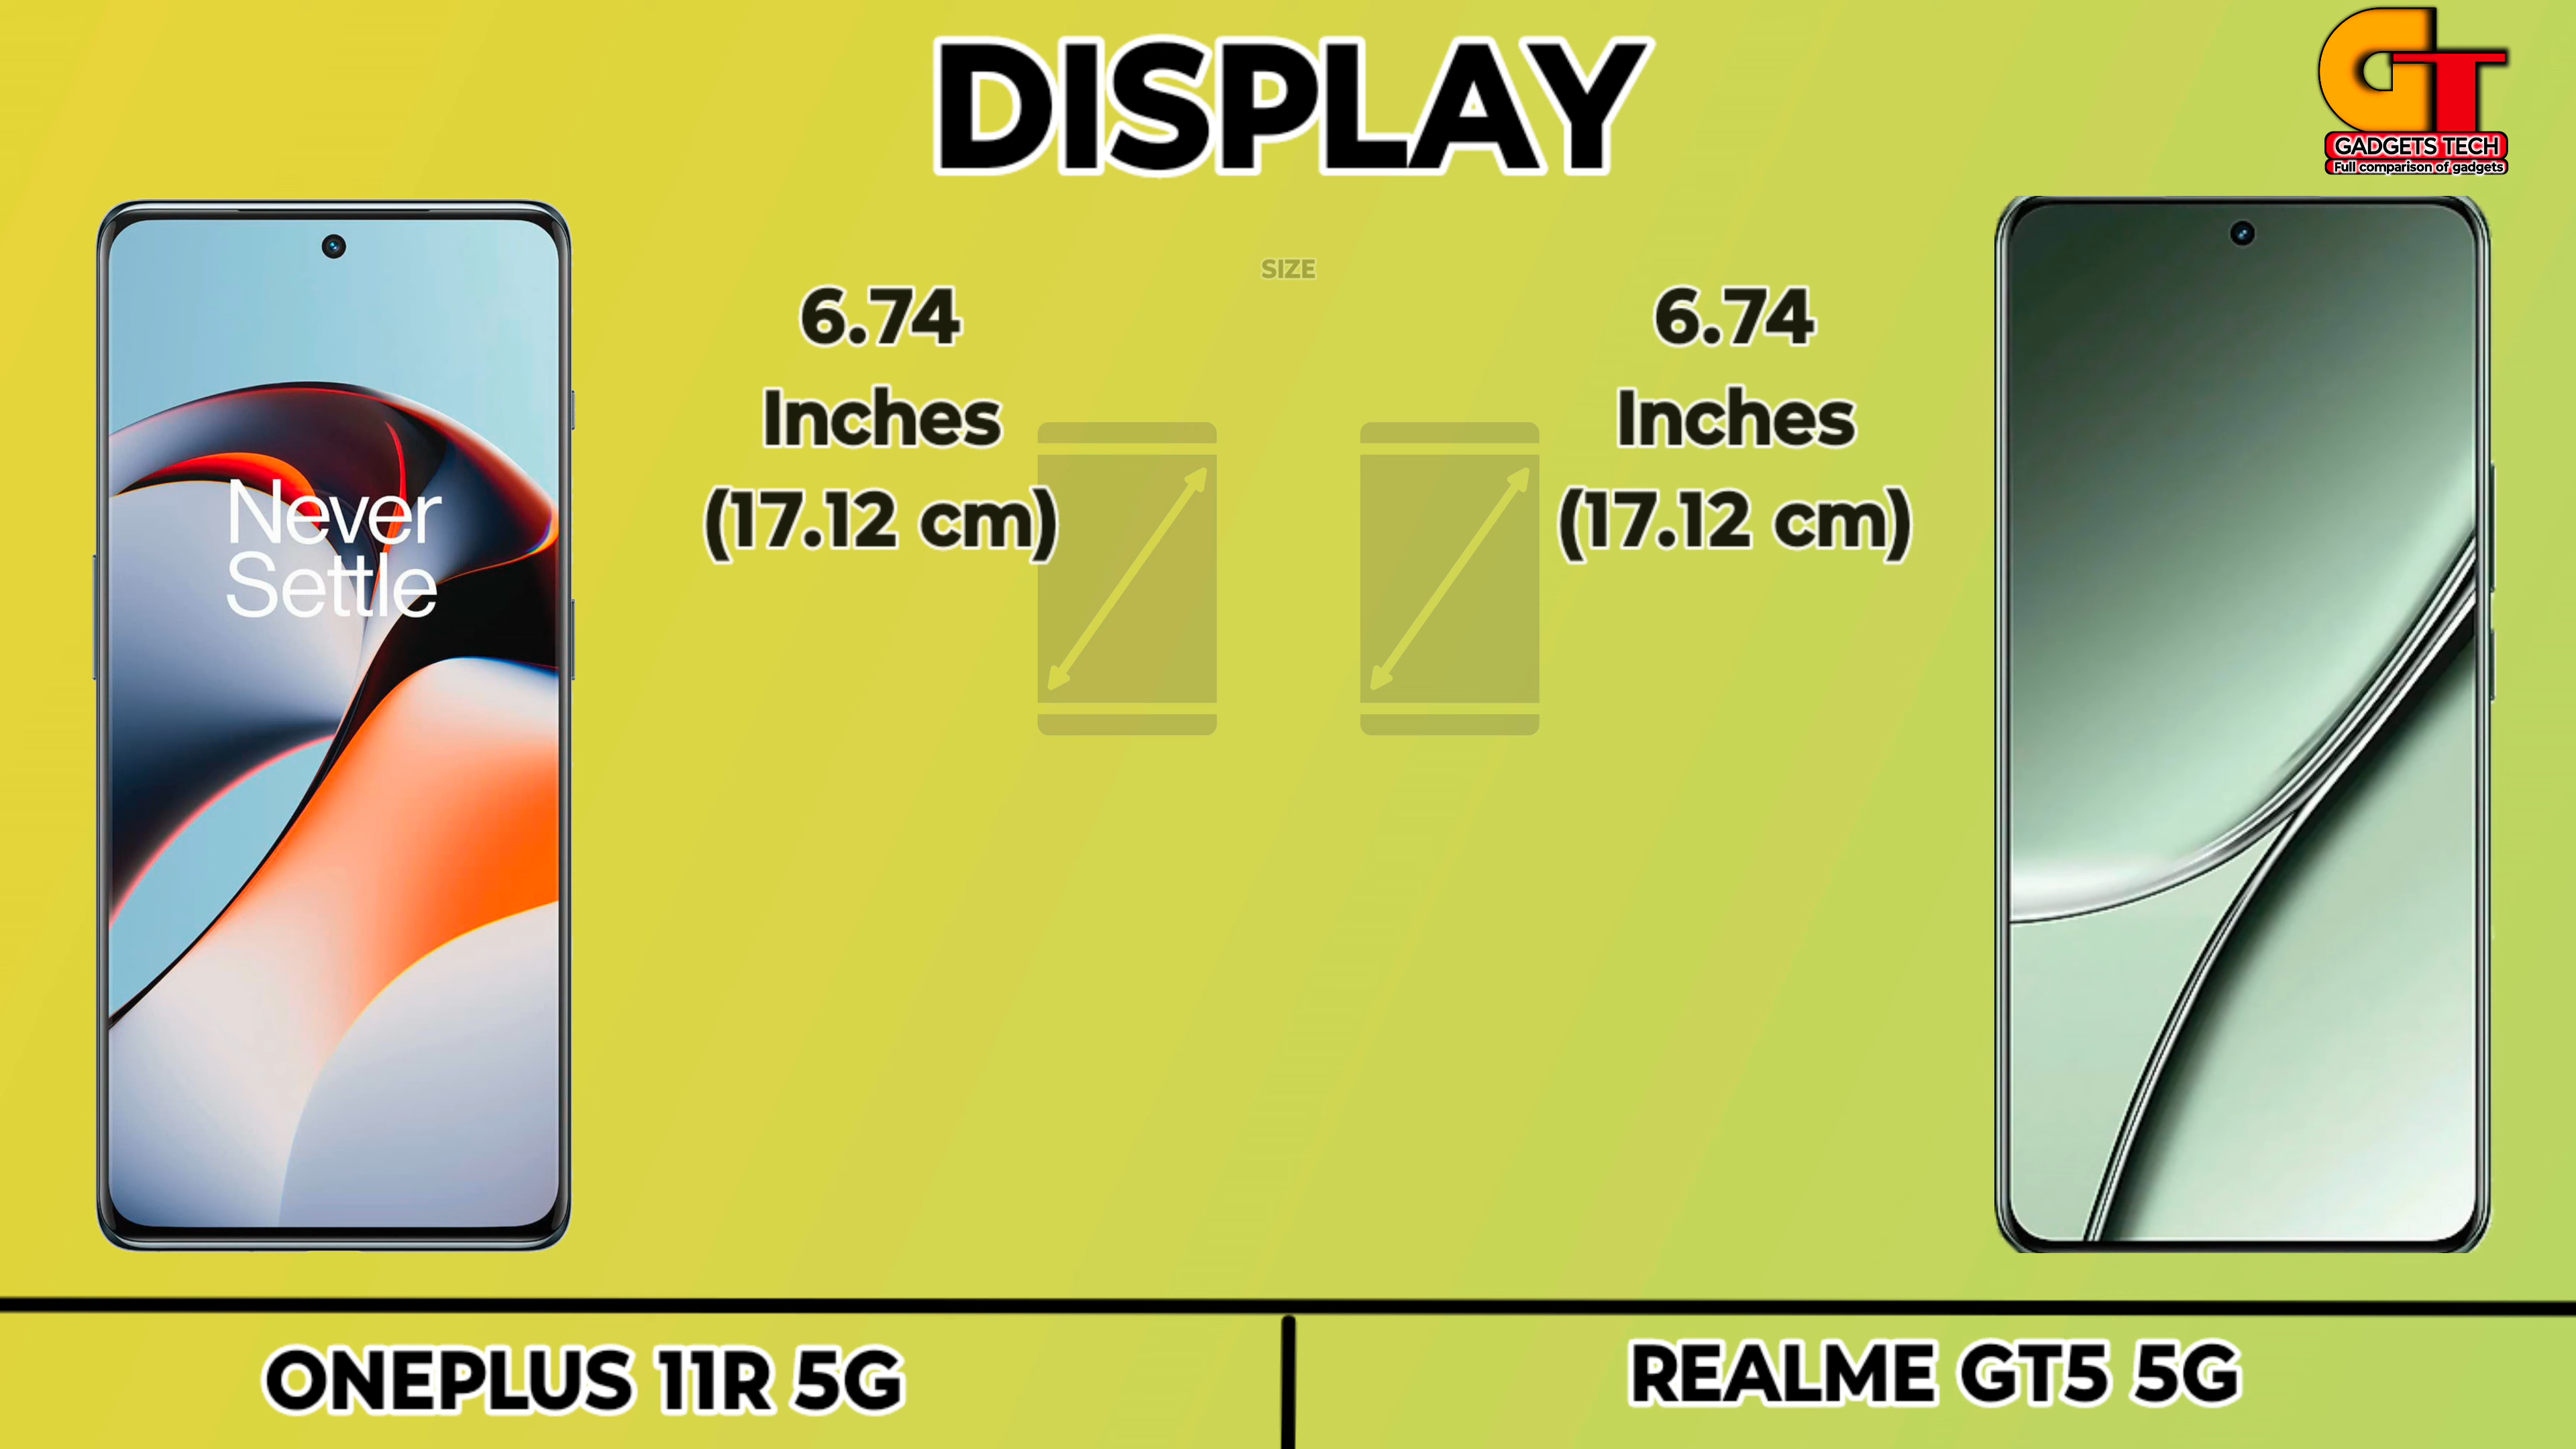 DISPLAY
GT
GADGETS TECH
Full comparison of gadgets
SIZE
6.74
Inches
(17.12 cm)
6.74
Inches
(17.12 cm)
Never
Settle
ONEPLUS 11R 5G
REALME GT5 5G